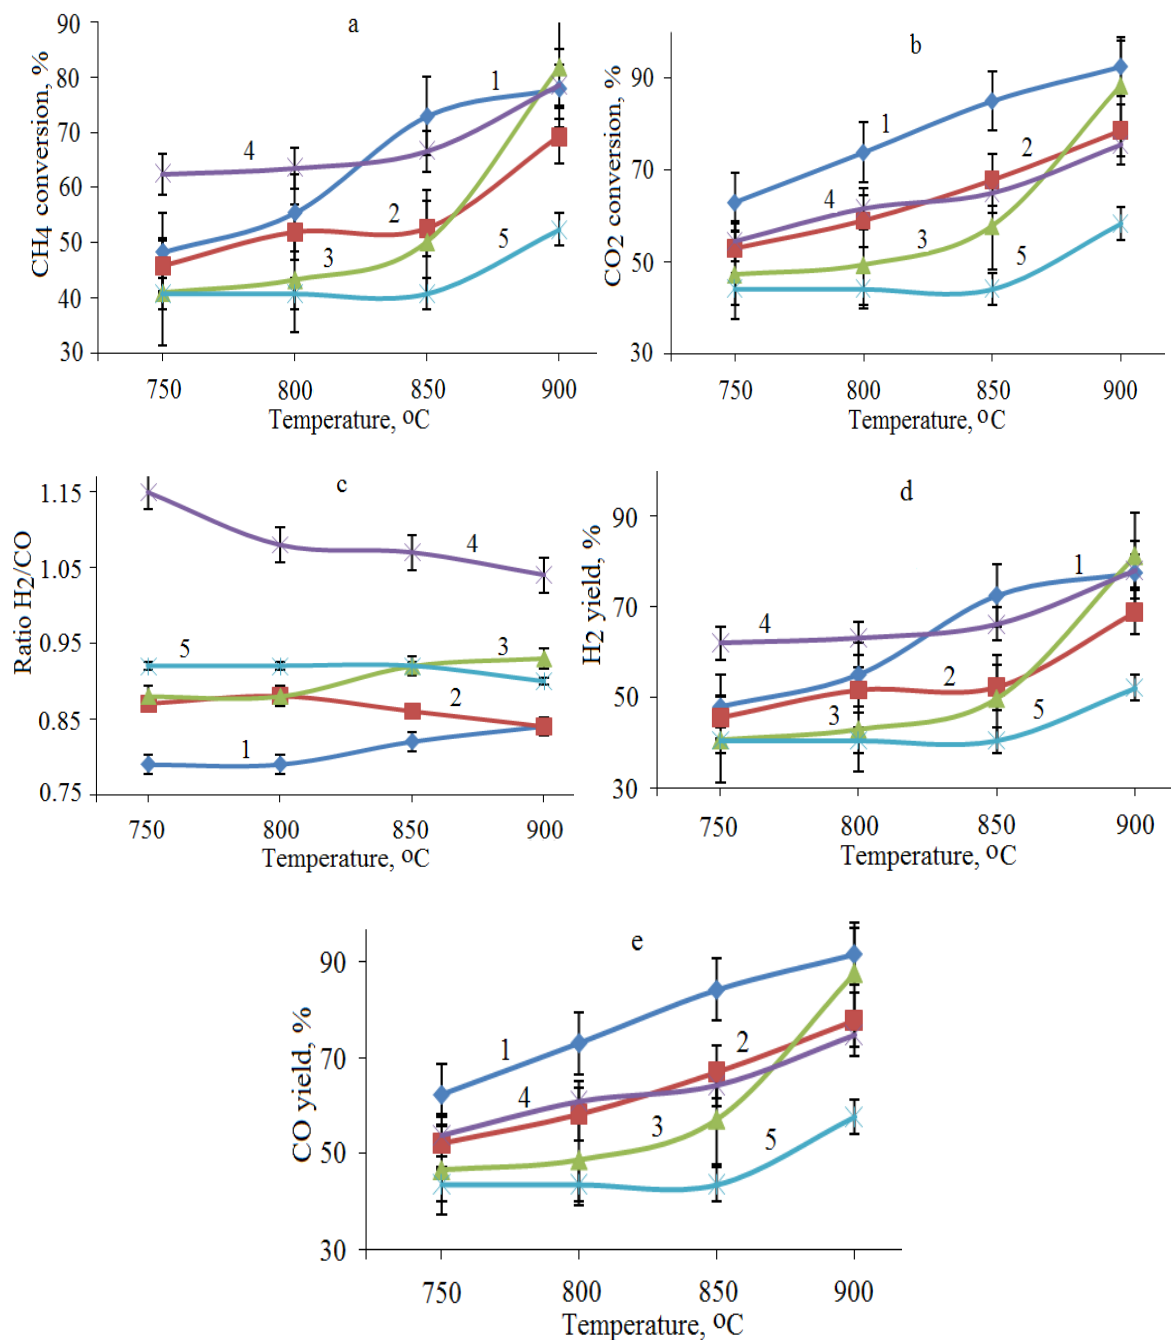 a
CH4 conversion, %
90
80
70
60
50
40
30
1
4
2
3
5
750 800 850 900
Temperature, oC
b
CO2 conversion, %
90
70
50
30
1
2
4
3
5
750 800 850 900
Temperature, oC
c
Ratio H2/CO
1.15
1.05
0.95
0.85
0.75
4
5
3
2
1
750 800 850 900
Temperature, oC
d
H2 yield, %
90
70
50
30
1
4
2
3
5
750 800 850 900
Temperature, oC
e
CO yield, %
90
70
50
30
1
2
4
3
5
750 800 850 900
Temperature, oC